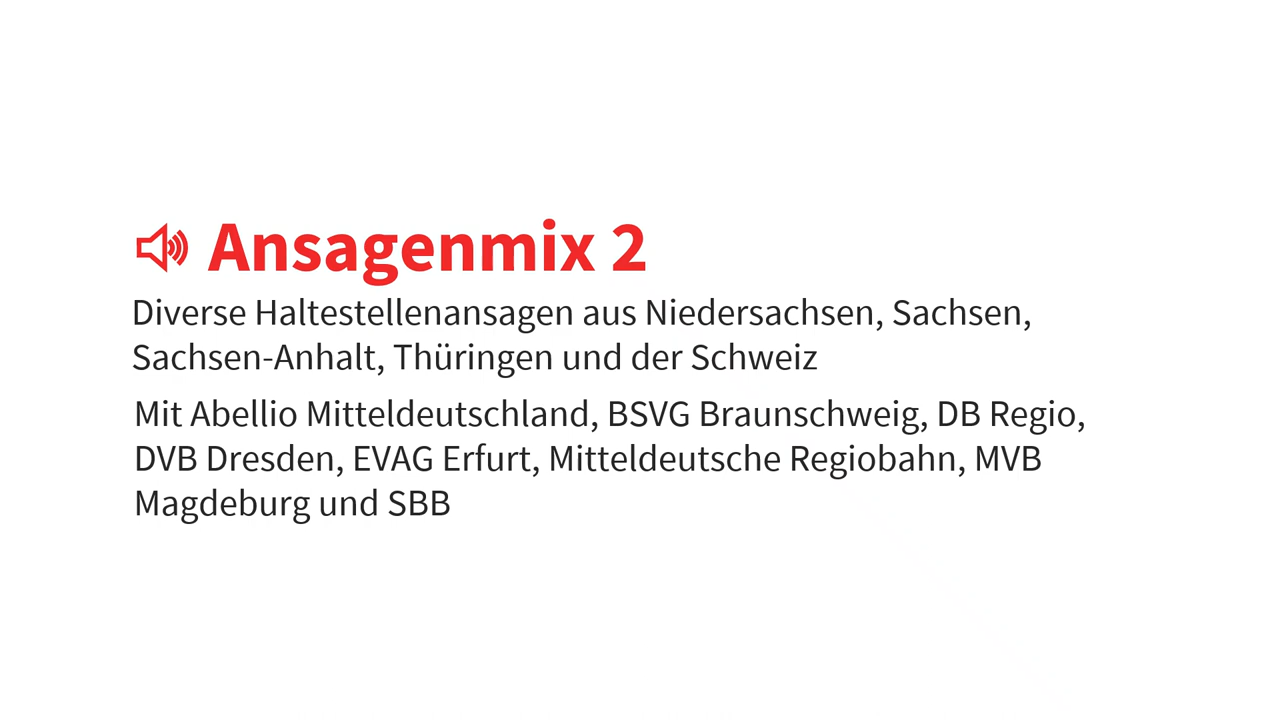 Ansagenmix 2
Diverse Haltestellenansagen aus Niedersachsen, Sachsen,
Sachsen-Anhalt, Thüringen und der Schweiz
Mit Abellio Mitteldeutschland, BSVG Braunschweig, DB Regio,
DVB Dresden, EVAG Erfurt, Mitteldeutsche Regiobahn, MVB
Magdeburg und SBB